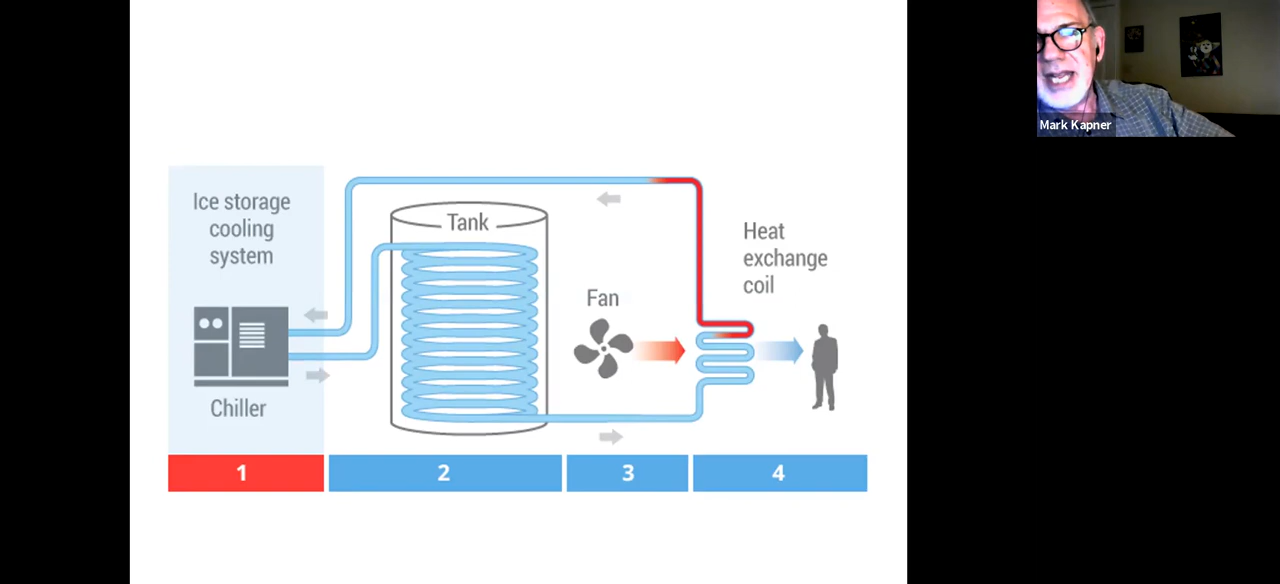 Mark Kapner
Ice storage
cooling
system
Tank
Heat
exchange
coil
Fan
Chiller
1
2
3
4